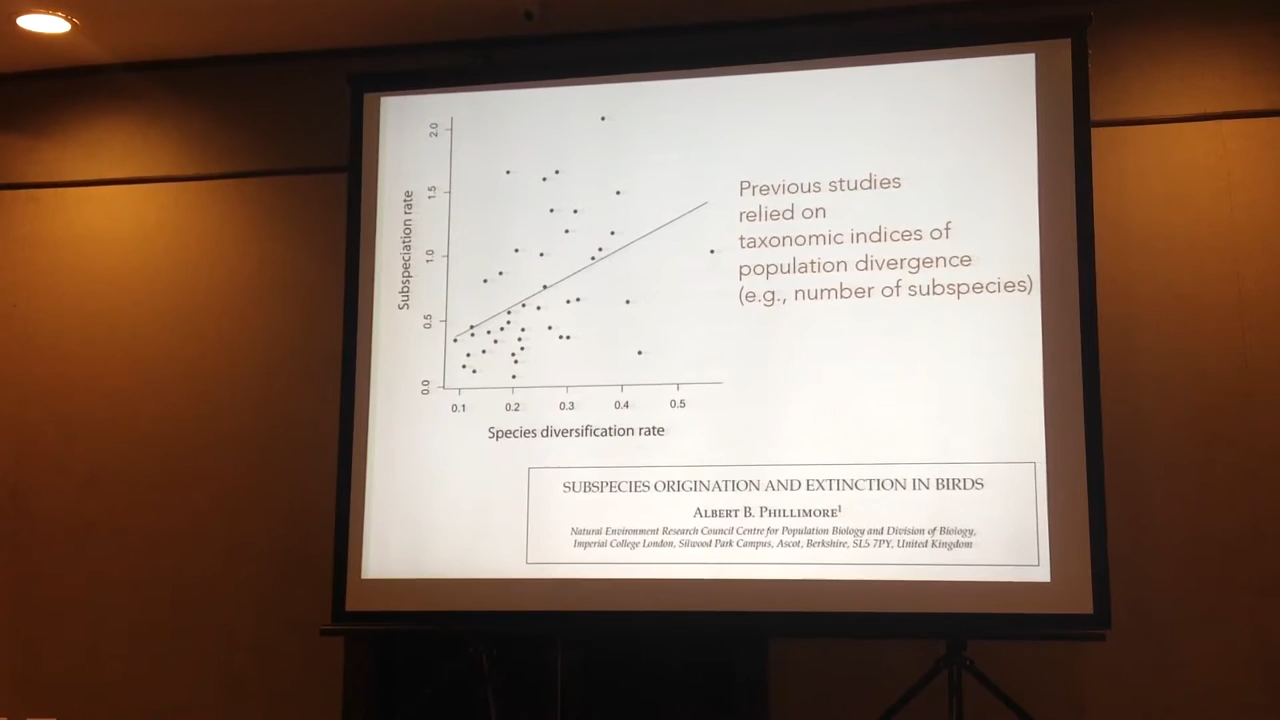 2.0
1.5
1.0
0.5
0.0
Subspeciation rate
0.1 0.2 0.3 0.4 0.5
Species diversification rate
Previous studies
relied on
taxonomic indices of
population divergence
(e.g., number of subspecies)
SUBSPECIES ORIGINATION AND EXTINCTION IN BIRDS
ALBERT B. PHILLIMORE¹
Natural Environment Research Council Centre for Population Biology and Division of Biology,
Imperial College London, Silwood Park Campus, Ascot, Berkshire, SL5 7PY, United Kingdom